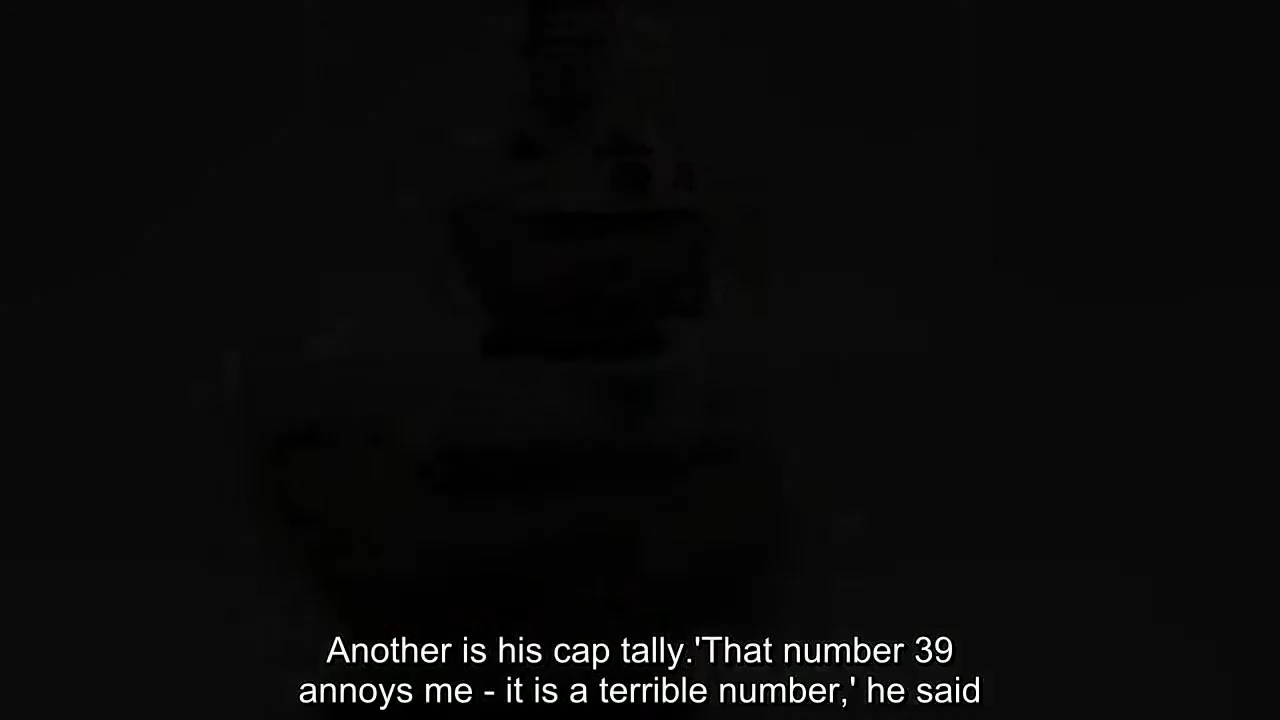 Another is his cap tally.'That number 39
annoys me - it is a terrible number,' he said